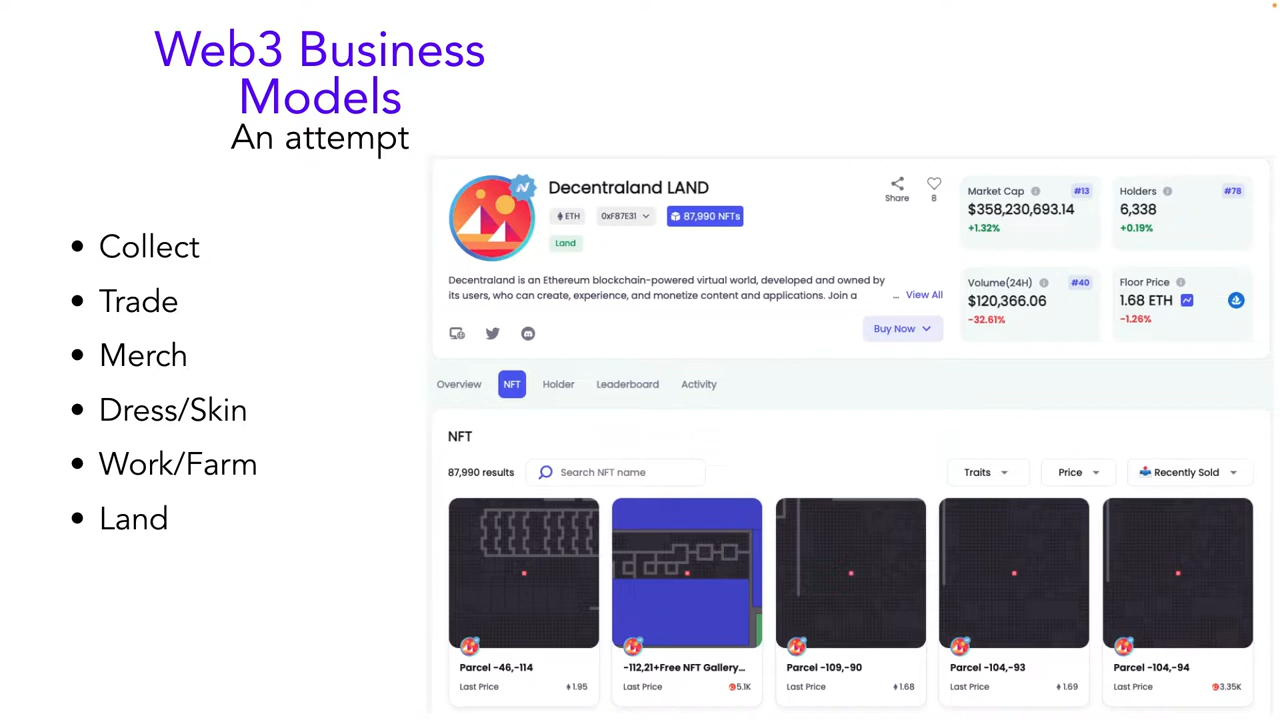 Web3 Business
Models
An attempt
• Collect
• Trade
• Merch
• Dress/Skin
• Work/Farm
• Land
Decentraland LAND
ETH
0XF87E31
87,990 NFTs
Land
Decentraland is an Ethereum blockchain-powered virtual world, developed and owned by
its users, who can create, experience, and monetize content and applications. Join a
... View All
Share
8
Buy Now
Market Cap #13
$358,230,693.14
+1.32%
Holders #78
6,338
+0.19%
Volume(24H) #40
$120,366.06
-32.61%
Floor Price
1.68 ETH
-1.26%
Overview NFT Holder Leaderboard Activity
NFT
87,990 results
Search NFT name
Traits
Price
Recently Sold
Parcel -46,-114
Last Price 1.95
-112,21+Free NFT Gallery...
Last Price 5.1K
Parcel -109,-90
Last Price 1.68
Parcel -104,-93
Last Price 1.69
Parcel -104,-94
Last Price 3.35K